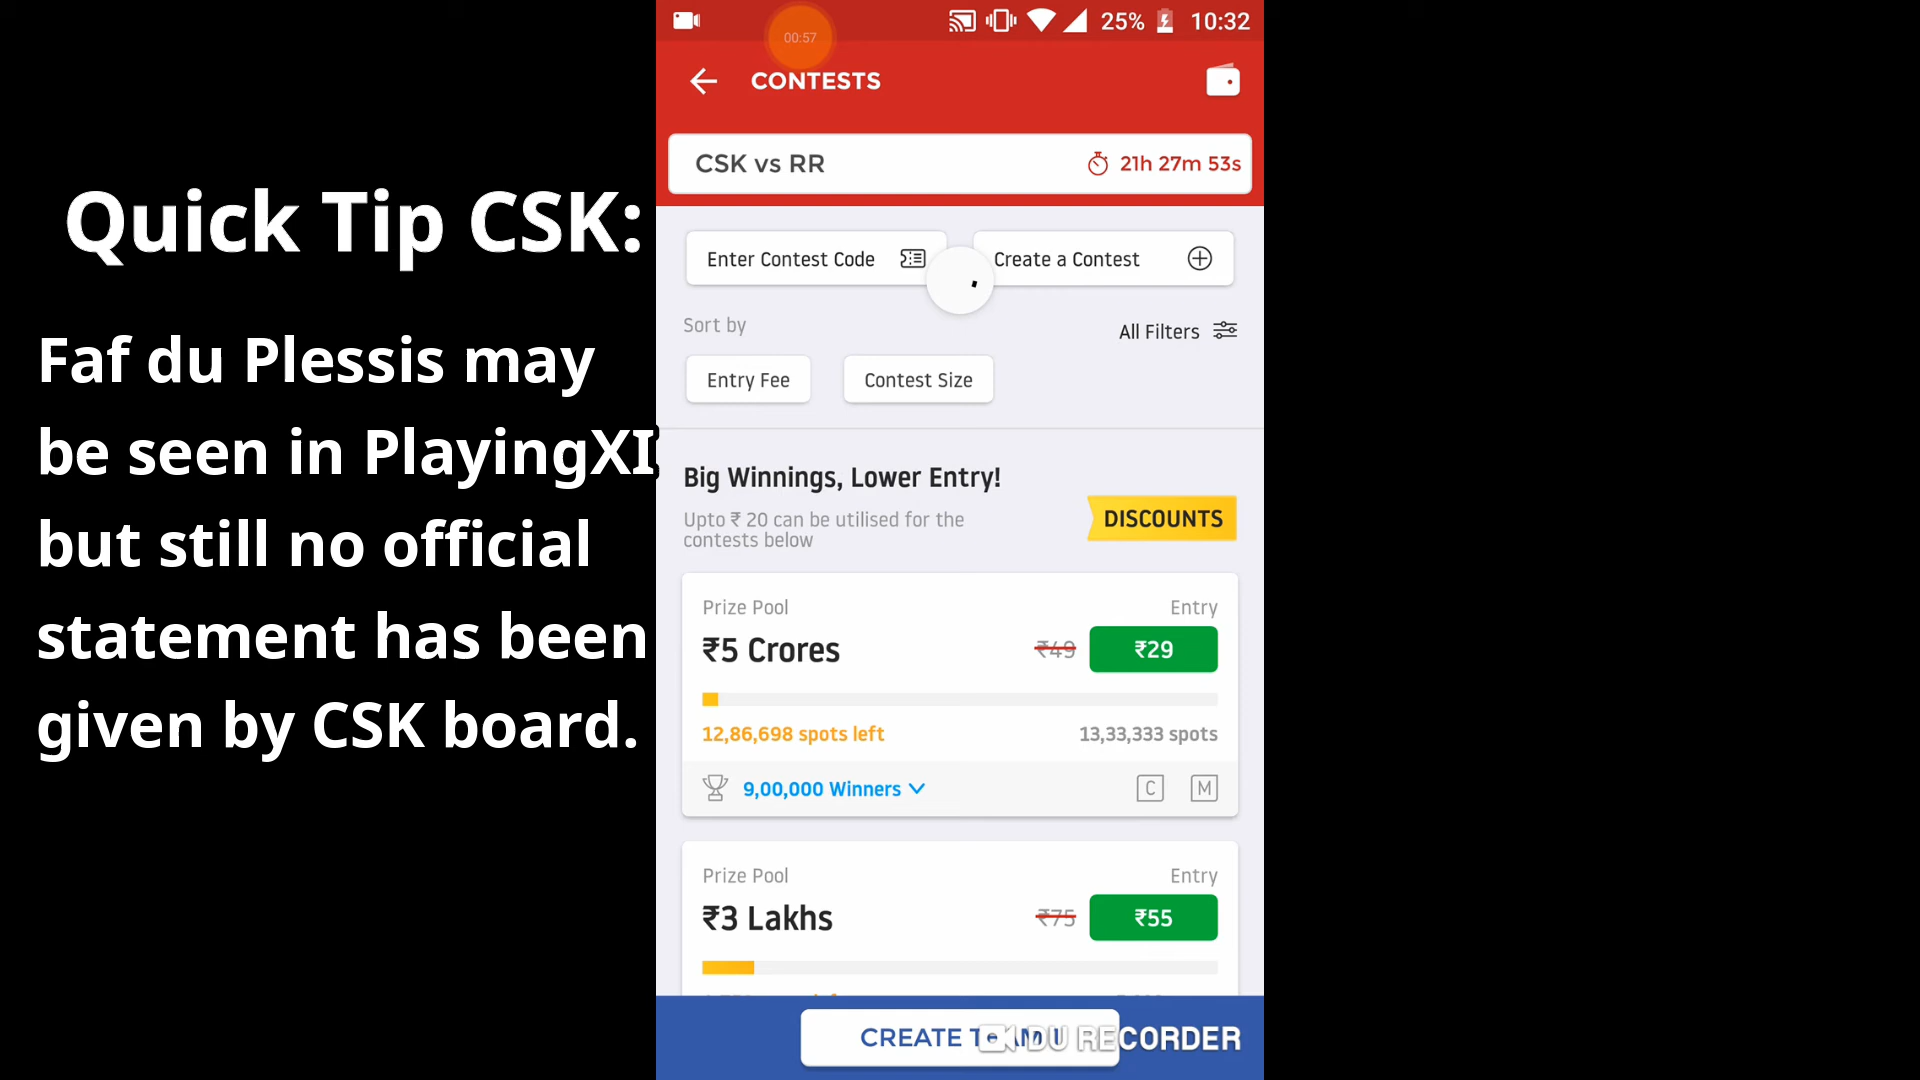 Quick Tip CSK:
Faf du Plessis may
be seen in PlayingXI,
but still no official
statement has been
given by CSK board.
00:57
25%
10:32
CONTESTS
CSK vs RR
21h 27m 53s
Enter Contest Code
Create a Contest
Sort by
All Filters
Entry Fee
Contest Size
Big Winnings, Lower Entry!
Upto ₹ 20 can be utilised for the
contests below
DISCOUNTS
Prize Pool
Entry
₹5 Crores
₹49
₹29
12,86,698 spots left
13,33,333 spots
9,00,000 Winners
C
M
Prize Pool
Entry
₹3 Lakhs
₹75
₹55
CREATE TEAM
DU RECORDER